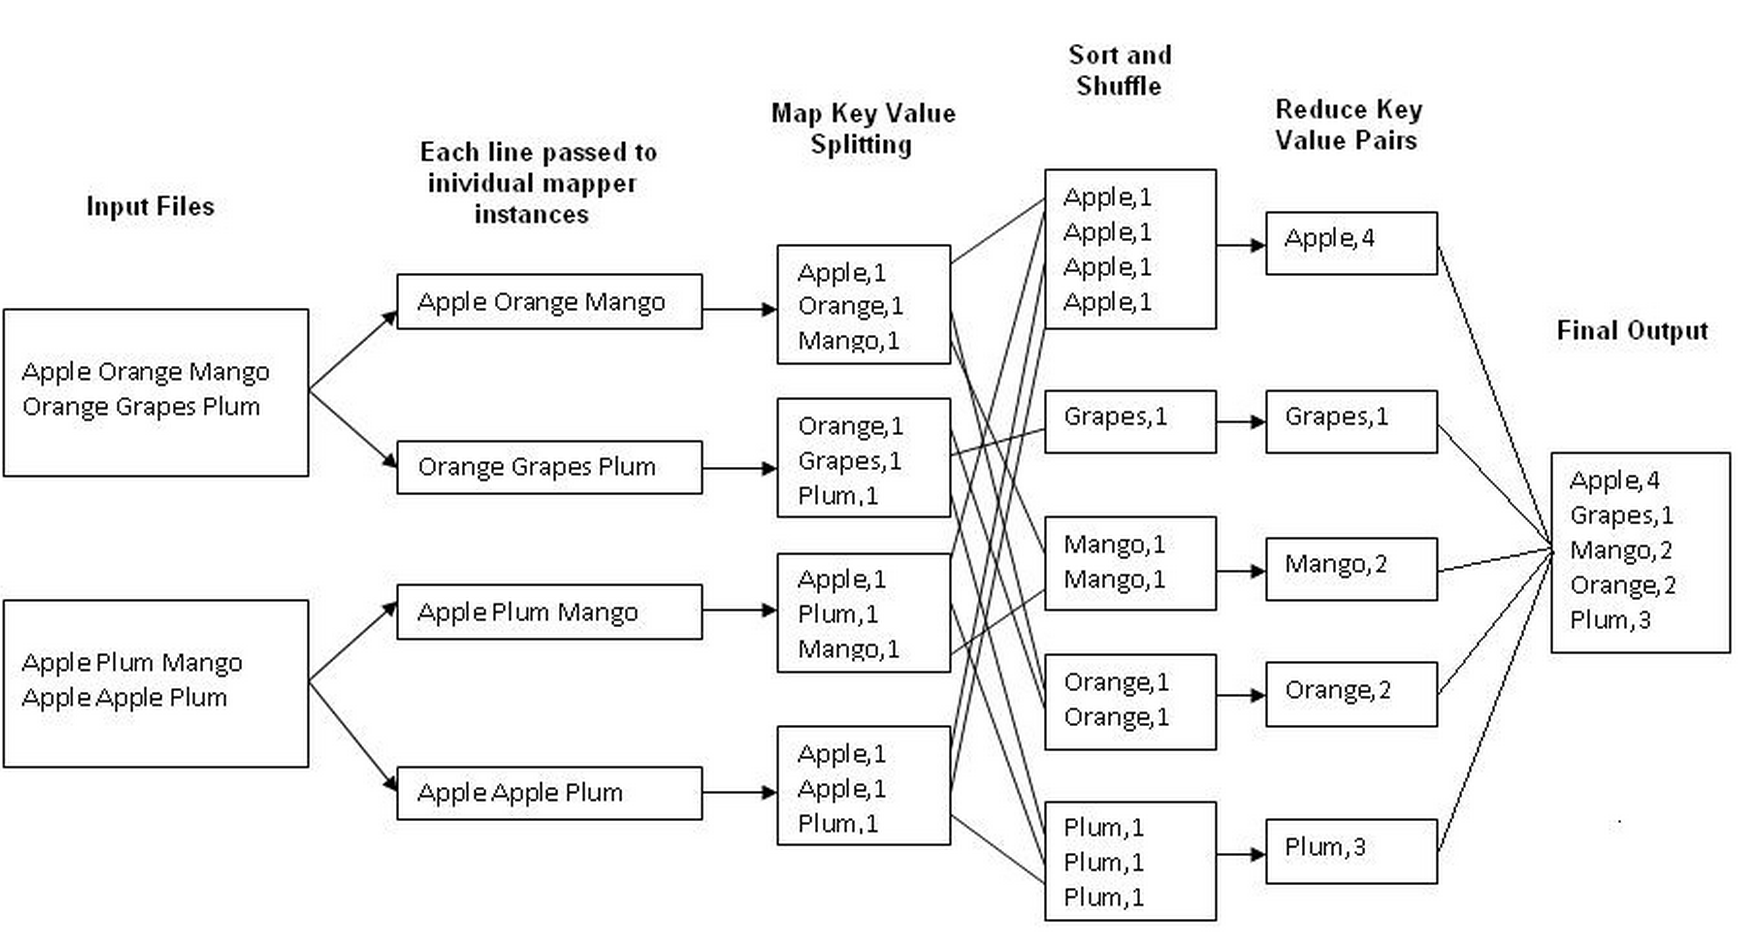 Input Files
Apple Orange Mango
Orange Grapes Plum
Apple Plum Mango
Apple Apple Plum
Each line passed to
inividual mapper
instances
Apple Orange Mango
Orange Grapes Plum
Apple Plum Mango
Apple Apple Plum
Map Key Value
Splitting
Apple,1
Orange,1
Mango,1
Orange,1
Grapes,1
Plum,1
Apple,1
Plum,1
Mango,1
Apple,1
Apple,1
Plum,1
Sort and
Shuffle
Apple,1
Apple,1
Apple,1
Apple,1
Grapes,1
Mango,1
Mango,1
Orange,1
Orange,1
Plum,1
Plum,1
Plum,1
Reduce Key
Value Pairs
Apple,4
Grapes,1
Mango,2
Orange,2
Plum,3
Final Output
Apple,4
Grapes,1
Mango,2
Orange,2
Plum,3